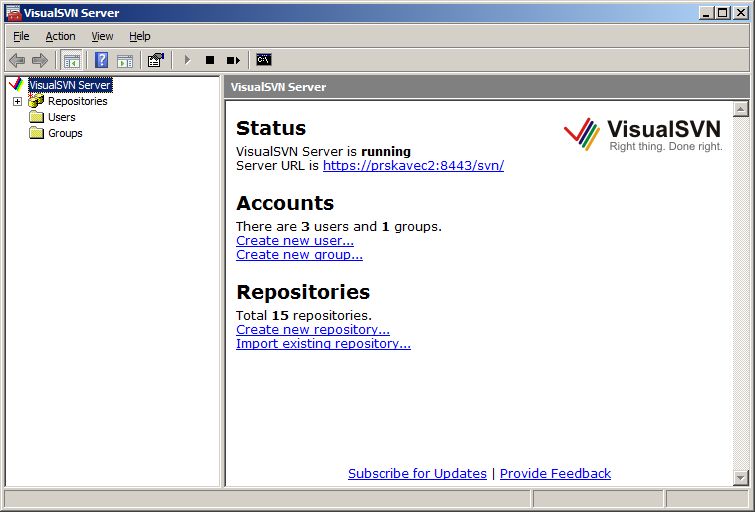 VisualSVN Server
File Action View Help
C:\
VisualSVN Server
Repositories
Users
Groups
VisualSVN Server
Status
VisualSVN Server is running
Server URL is https://prskavec2:8443/svn/
VisualSVN
Right thing. Done right.
Accounts
There are 3 users and 1 groups.
Create new user...
Create new group...
Repositories
Total 15 repositories.
Create new repository...
Import existing repository...
Subscribe for Updates | Provide Feedback